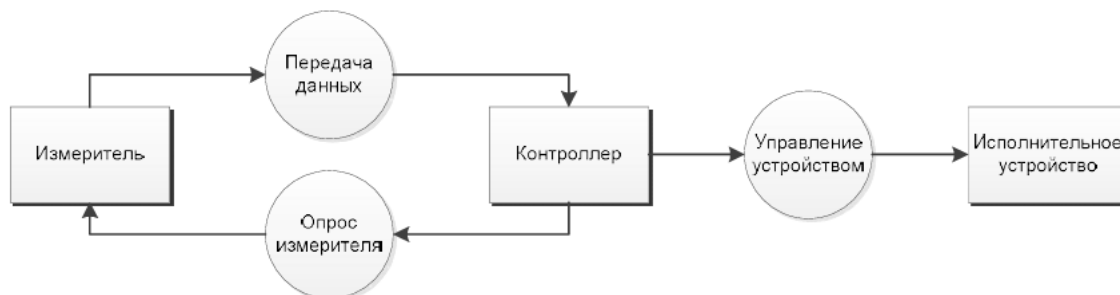 Передача
данных
Измеритель
Контроллер
Управление
устройством
Исполнительное
устройство
Опрос
измерителя